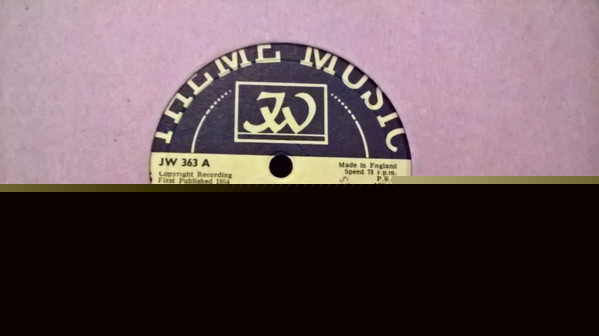 THEME MUSIC
JW
JW 363 A
Made in England
Copyright Recording
Speed 78 r.p.m.
First Published 1954
P.R.